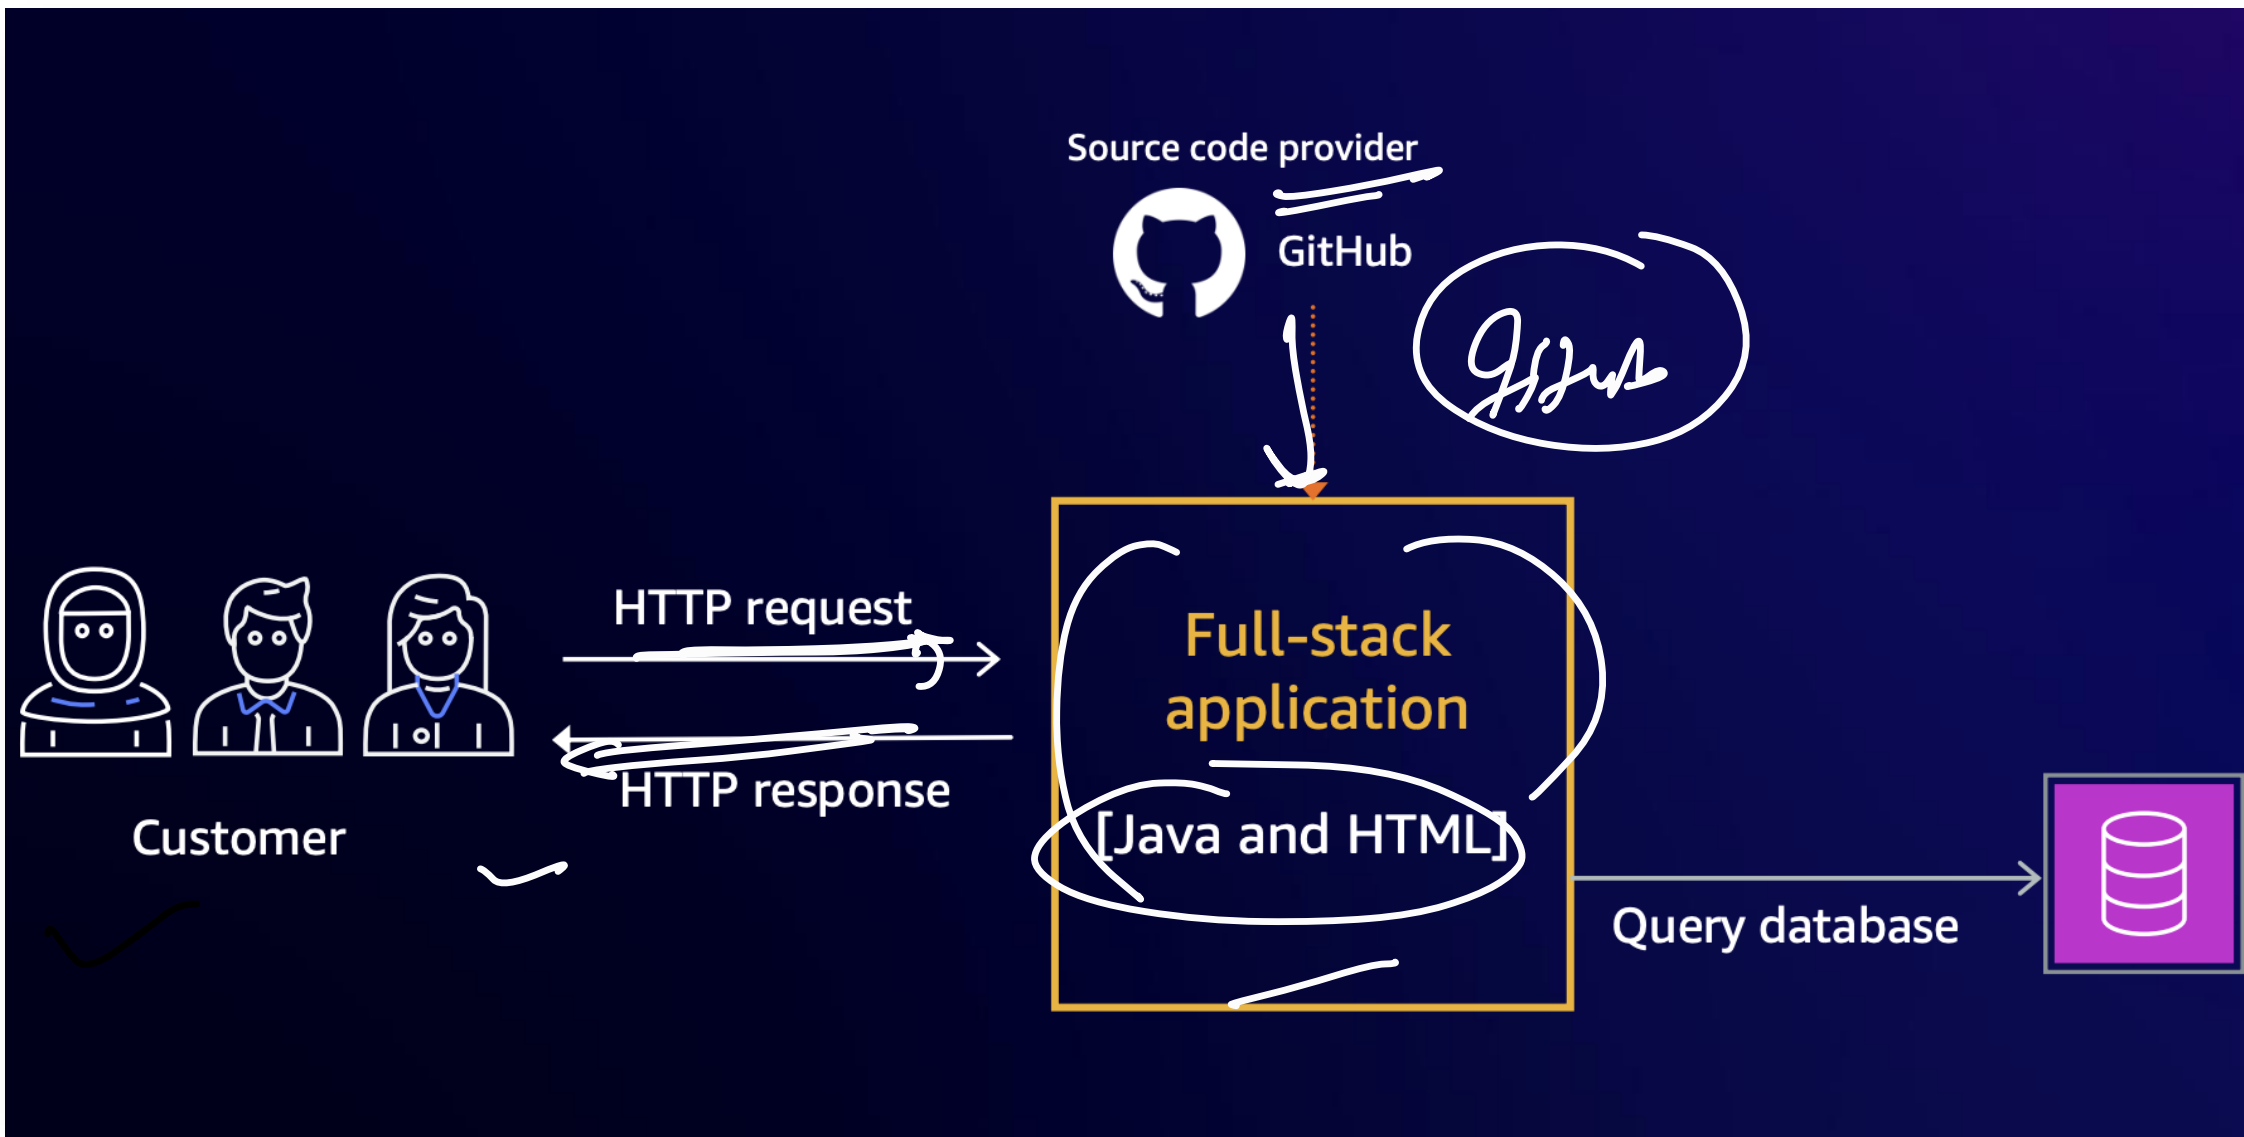 Source code provider
GitHub
HTTP request
HTTP response
Customer
Full-stack
application
[Java and HTML]
Query database